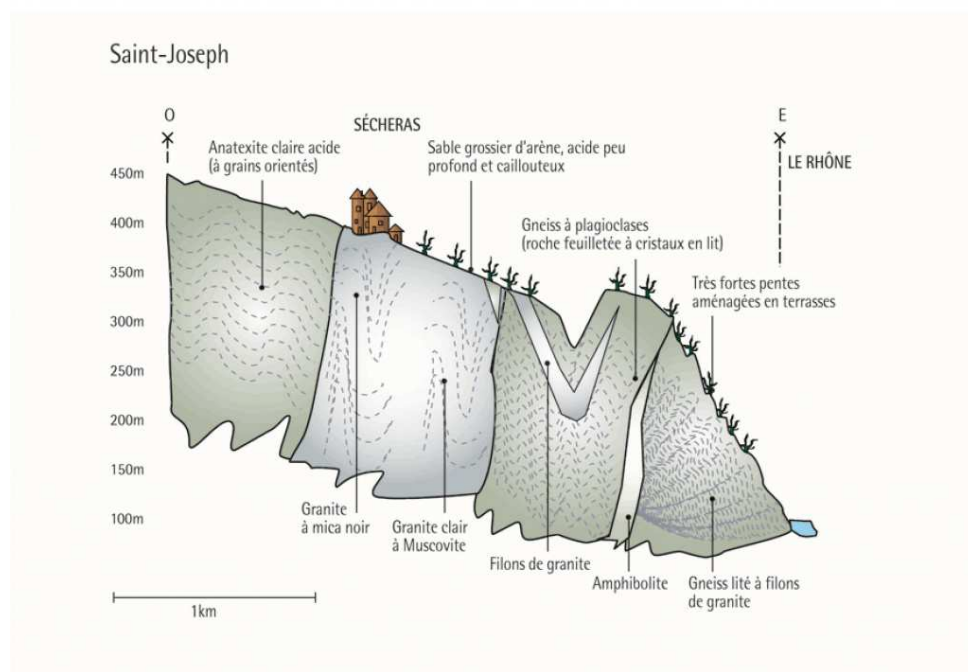 Saint-Joseph
O
E
SÉCHERAS
LE RHÔNE
Anatexite claire acide
(à grains orientés)
Sable grossier d'arène, acide peu
profond et caillouteux
Gneiss à plagioclases
(roche feuilletée à cristaux en lit)
Très fortes pentes
aménagées en terrasses
450m
400m
350m
300m
250m
200m
150m
100m
Granite
à mica noir
Granite clair
à Muscovite
Filons de granite
Amphibolite
Gneiss lité à filons
de granite
1km